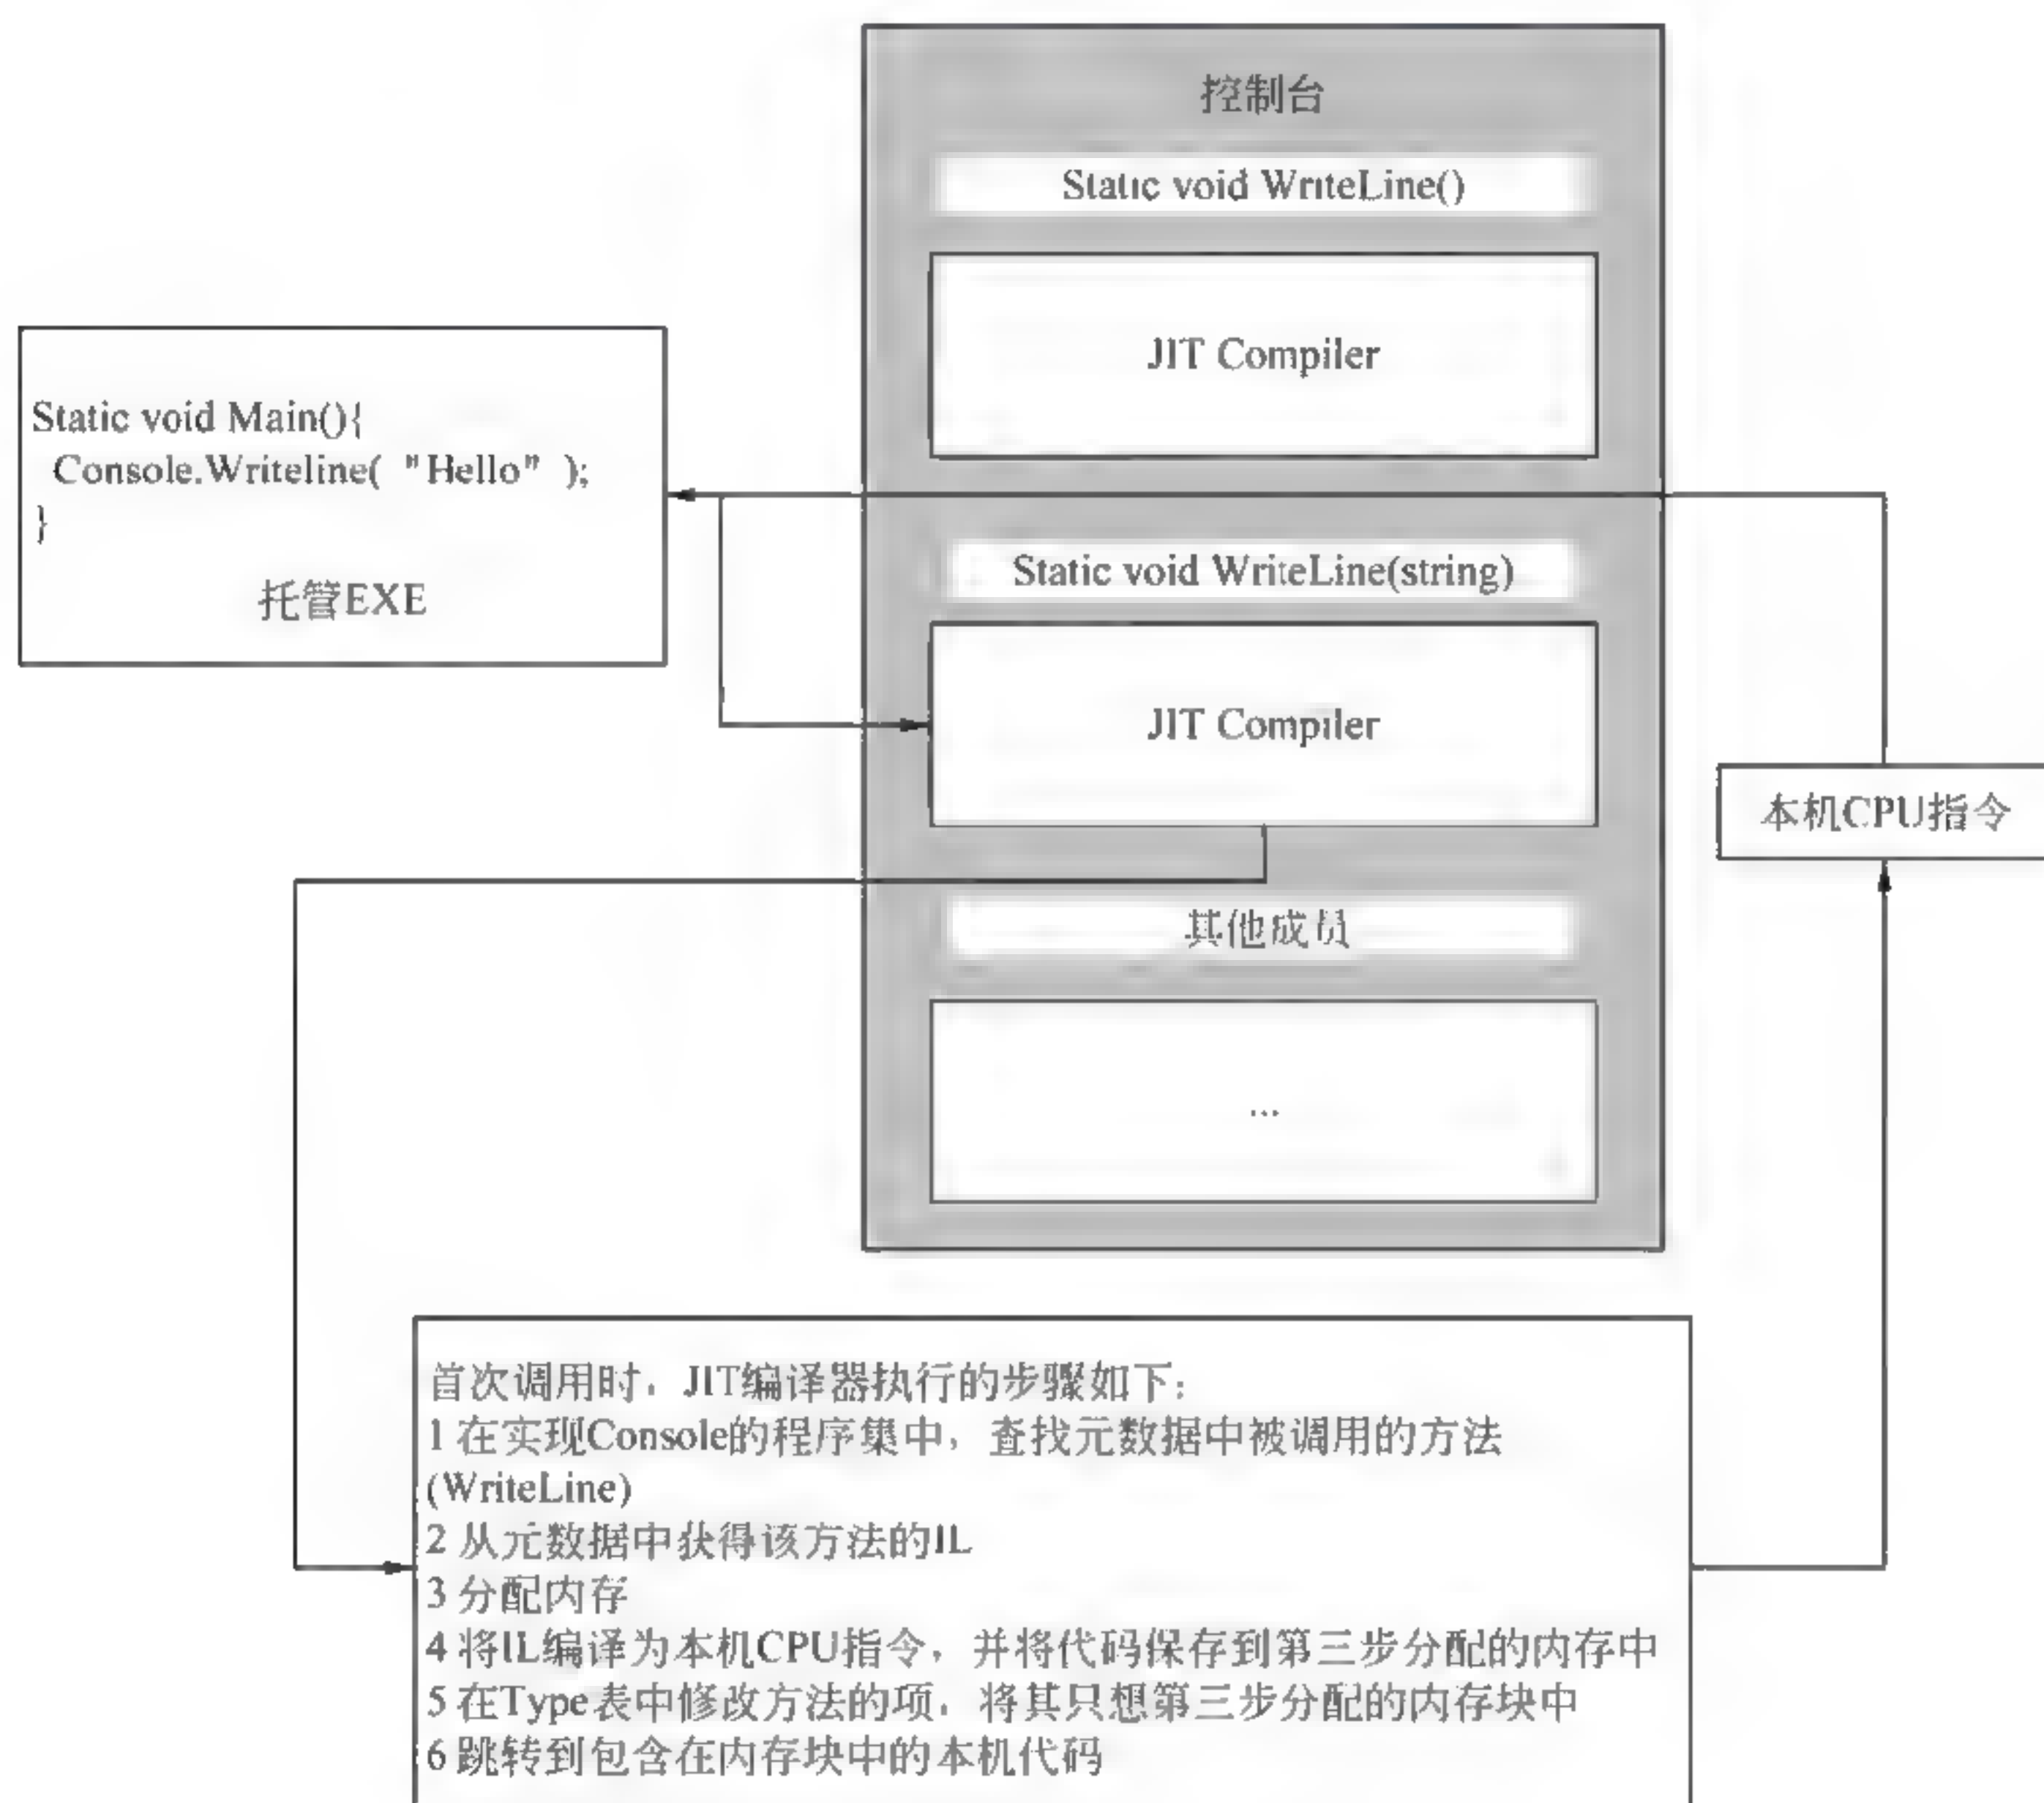 控制台
Static void WriteLine()
JIT Compiler
Static void Main(){
Console.Writeline( "Hello" );
}
托管EXE
Static void WriteLine(string)
JIT Compiler
本机CPU指令
其他成员
...
首次调用时，JIT编译器执行的步骤如下：
1 在实现Console的程序集中，查找元数据中被调用的方法
(WriteLine)
2 从元数据中获得该方法的IL
3 分配内存
4 将IL编译为本机CPU指令，并将代码保存到第三步分配的内存中
5 在Type表中修改方法的项，将其只想第三步分配的内存块中
6 跳转到包含在内存块中的本机代码